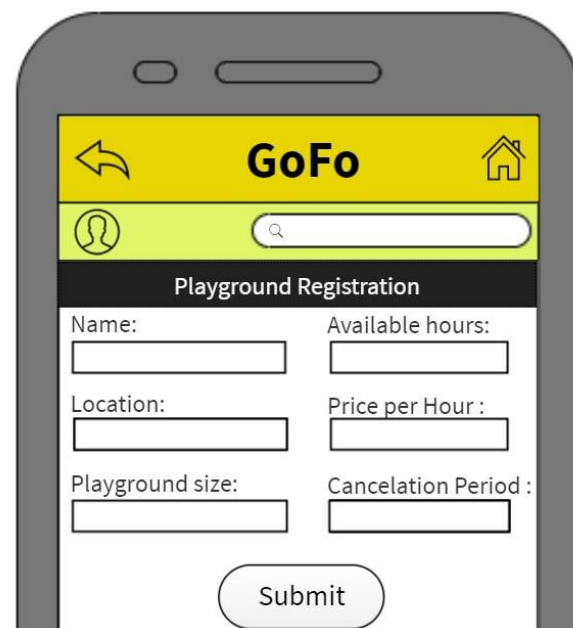 GoFo
Playground Registration
Name:
Available hours:
Location:
Price per Hour :
Playground size:
Cancelation Period :
Submit